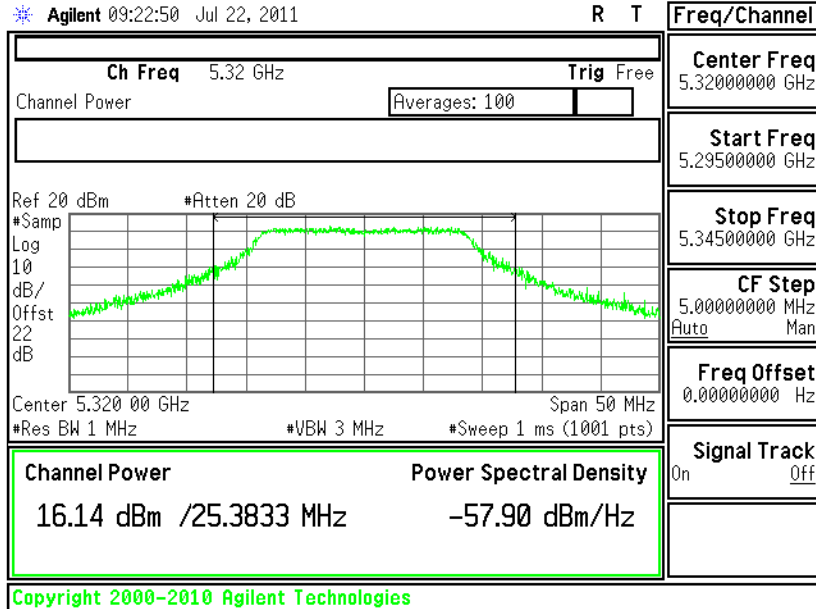 Agilent 09:22:50 Jul 22, 2011 R T
Ch Freq 5.32 GHz Trig Free
Channel Power Averages: 100
Ref 20 dBm #Atten 20 dB
#Samp
Log
10
dB/
Offst
22
dB
Center 5.320 00 GHz Span 50 MHz
#Res BW 1 MHz #VBW 3 MHz #Sweep 1 ms (1001 pts)
Channel Power Power Spectral Density
16.14 dBm /25.3833 MHz -57.90 dBm/Hz
Copyright 2000-2010 Agilent Technologies
Freq/Channel
Center Freq
5.32000000 GHz
Start Freq
5.29500000 GHz
Stop Freq
5.34500000 GHz
CF Step
5.00000000 MHz
Auto Man
Freq Offset
0.00000000 Hz
Signal Track
On Off